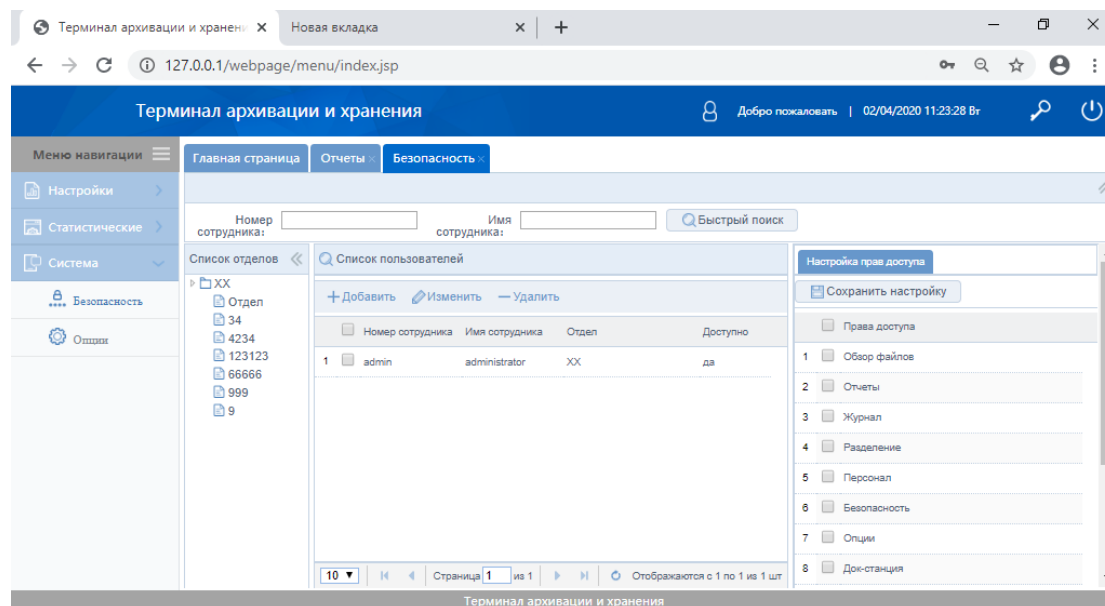 Терминал архивации и хранени
Новая вкладка
127.0.0.1/webpage/menu/index.jsp
Терминал архивации и хранения
Добро пожаловать | 02/04/2020 11:23:28 Вт
Меню навигации
Главная страница Отчеты Безопасность
Настройки
Статистические
Система
Безопасность
Опции
Номер сотрудника:
Имя сотрудника:
Быстрый поиск
Список отделов
XX
Отдел
34
4234
123123
66666
999
9
Список пользователей
Добавить Изменить Удалить
Номер сотрудника Имя сотрудника Отдел Доступно
1 admin administrator XX да
10 Страница 1 из 1 Отображаются с 1 по 1 из 1 шт
Настройка прав доступа
Сохранить настройку
Права доступа
1 Обзор файлов
2 Отчеты
3 Журнал
4 Разделение
5 Персонал
6 Безопасность
7 Опции
8 Док-станция
Терминал архивации и хранения